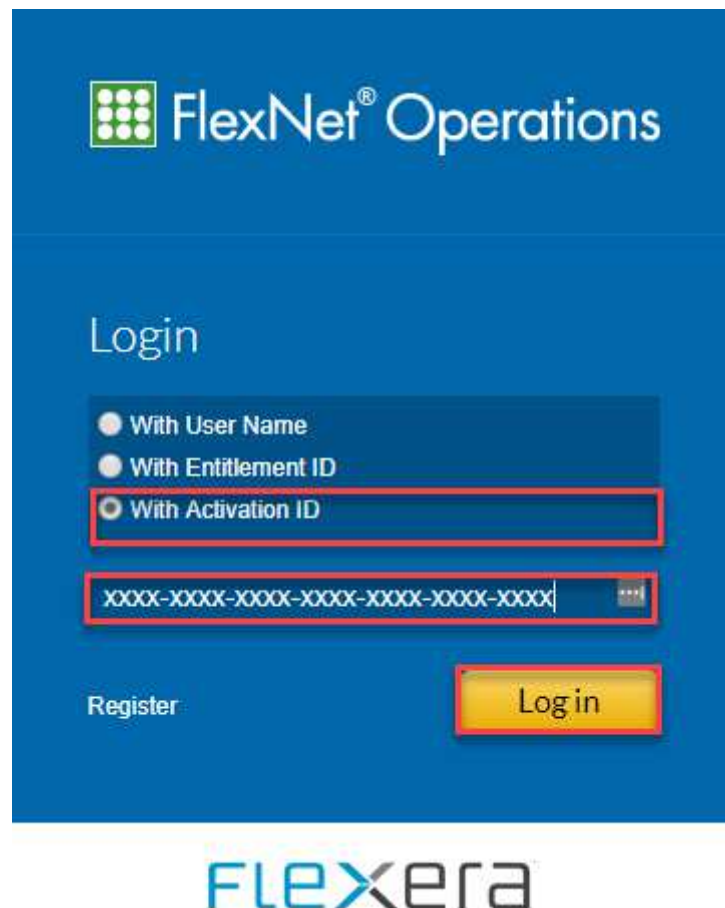 FlexNet® Operations
Login
With User Name
With Entitlement ID
With Activation ID
XXXX-XXXX-XXXX-XXXX-XXXX-XXXX-XXXX
Register
Log in
FLEXERA